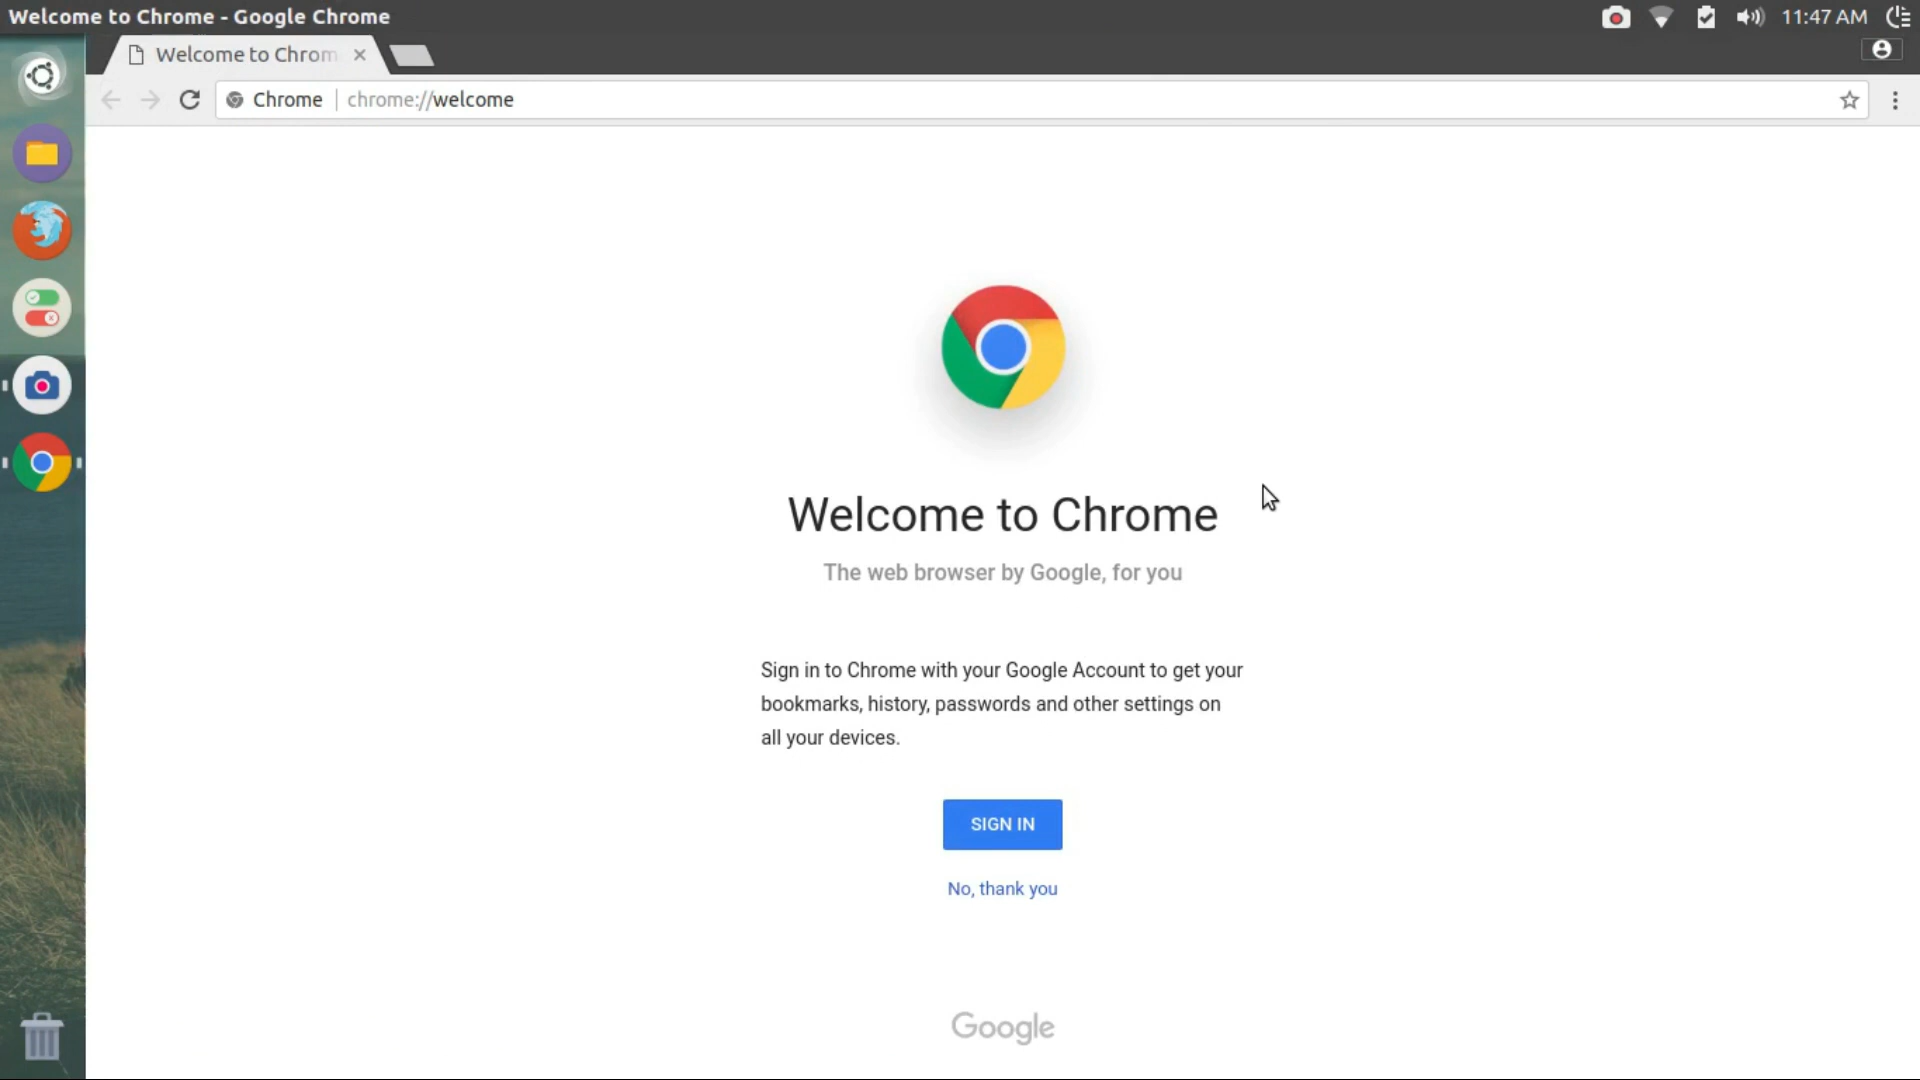 Welcome to Chrome - Google Chrome
11:47 AM
Welcome to Chrom
Chrome | chrome://welcome
Welcome to Chrome
The web browser by Google, for you
Sign in to Chrome with your Google Account to get your
bookmarks, history, passwords and other settings on
all your devices.
SIGN IN
No, thank you
Google